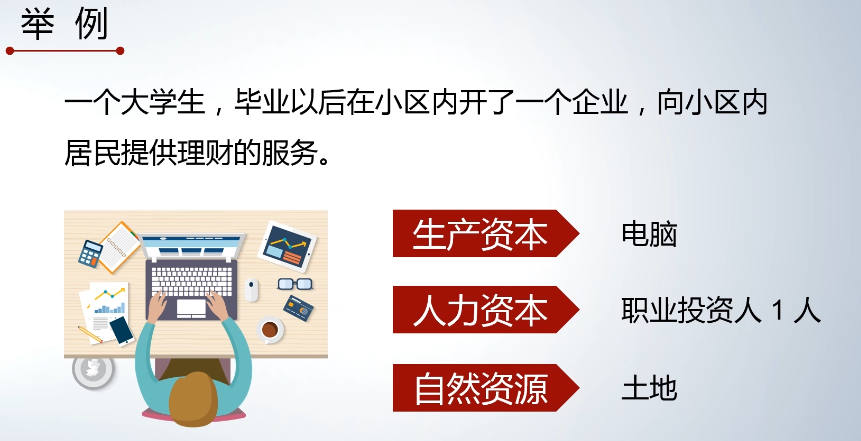 举 例
一个大学生，毕业以后在小区内开了一个企业，向小区内
居民提供理财的服务。
生产资本 电脑
人力资本 职业投资人 1 人
自然资源 土地